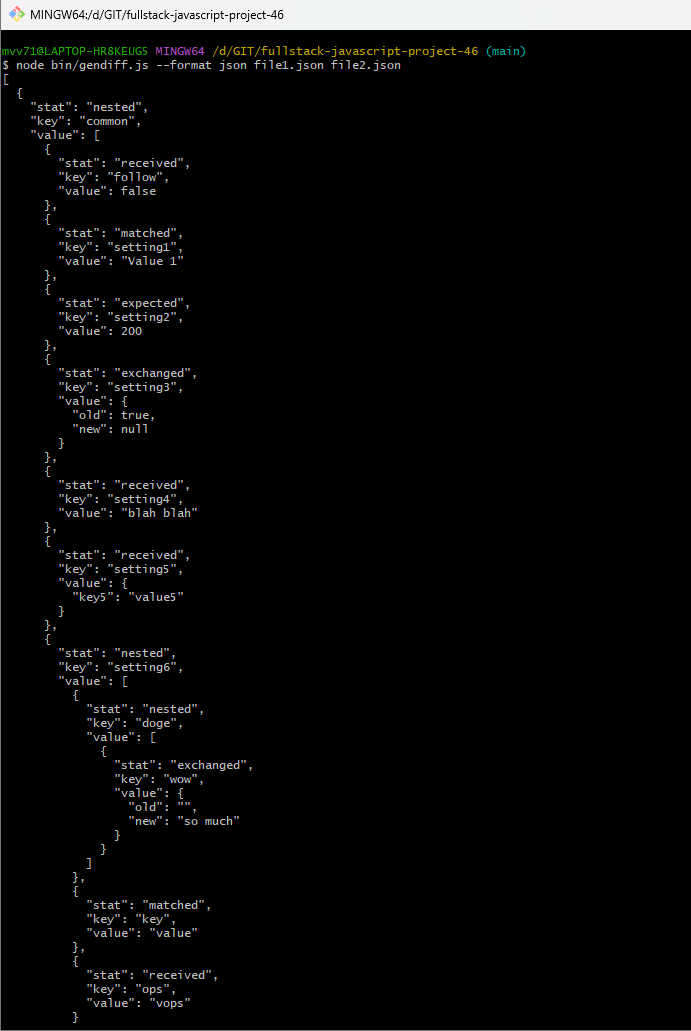 MINGW64:/d/GIT/fullstack-javascript-project-46
mvv71@LAPTOP-HR8KEUG5 MINGW64 /d/GIT/fullstack-javascript-project-46 (main)
$ node bin/gendiff.js --format json file1.json file2.json
[
  {
    "stat": "nested",
    "key": "common",
    "value": [
      {
        "stat": "received",
        "key": "follow",
        "value": false
      },
      {
        "stat": "matched",
        "key": "setting1",
        "value": "Value 1"
      },
      {
        "stat": "expected",
        "key": "setting2",
        "value": 200
      },
      {
        "stat": "exchanged",
        "key": "setting3",
        "value": {
          "old": true,
          "new": null
        }
      },
      {
        "stat": "received",
        "key": "setting4",
        "value": "blah blah"
      },
      {
        "stat": "received",
        "key": "setting5",
        "value": {
          "key5": "value5"
        }
      },
      {
        "stat": "nested",
        "key": "setting6",
        "value": [
          {
            "stat": "nested",
            "key": "doge",
            "value": [
              {
                "stat": "exchanged",
                "key": "wow",
                "value": {
                  "old": "",
                  "new": "so much"
                }
              }
            ]
          },
          {
            "stat": "matched",
            "key": "key",
            "value": "value"
          },
          {
            "stat": "received",
            "key": "ops",
            "value": "vops"
          }